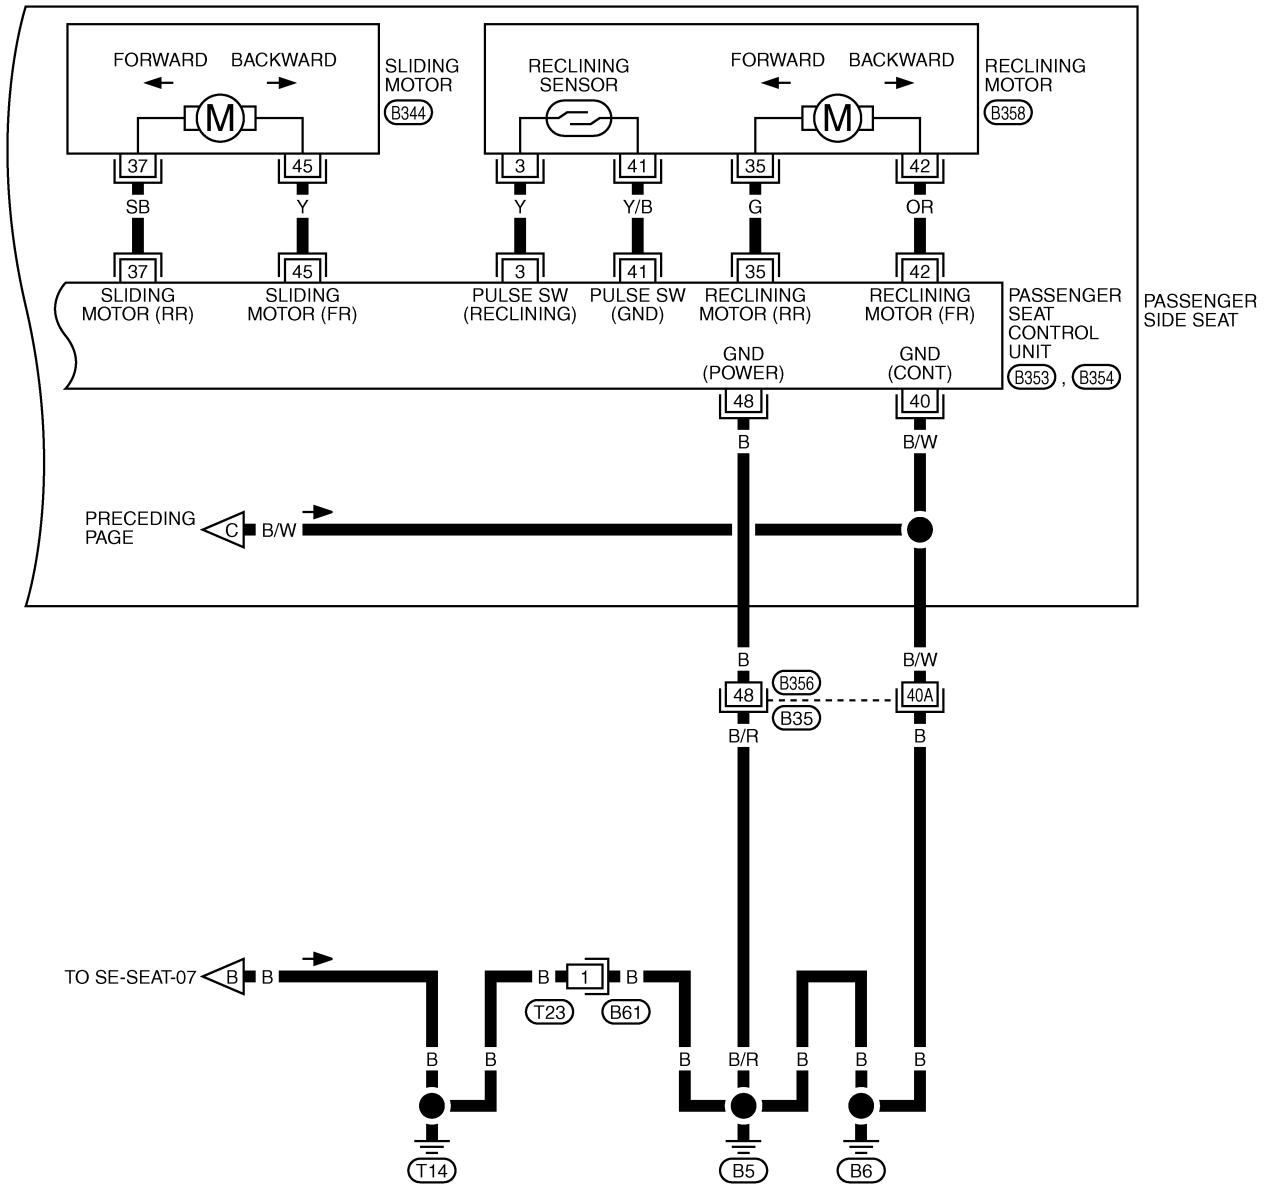 FORWARD BACKWARD
M
SLIDING
MOTOR
B344
RECLINING
SENSOR
FORWARD BACKWARD
M
RECLINING
MOTOR
B358
37 45 3 41 35 42
SB Y Y Y/B G OR
37 45 3 41 35 42
SLIDING
MOTOR (RR)
SLIDING
MOTOR (FR)
PULSE SW
(RECLINING)
PULSE SW
(GND)
RECLINING
MOTOR (RR)
RECLINING
MOTOR (FR)
GND
(POWER)
GND
(CONT)
PASSENGER
SEAT
CONTROL
UNIT
B353 , B354
PASSENGER
SIDE SEAT
48 40
B B/W
PRECEDING
PAGE
C B/W
B B/W
48 B356 40A
B35
B/R B
TO SE-SEAT-07 B B
B 1 B
T23 B61
B B B B/R B B B
T14 B5 B6